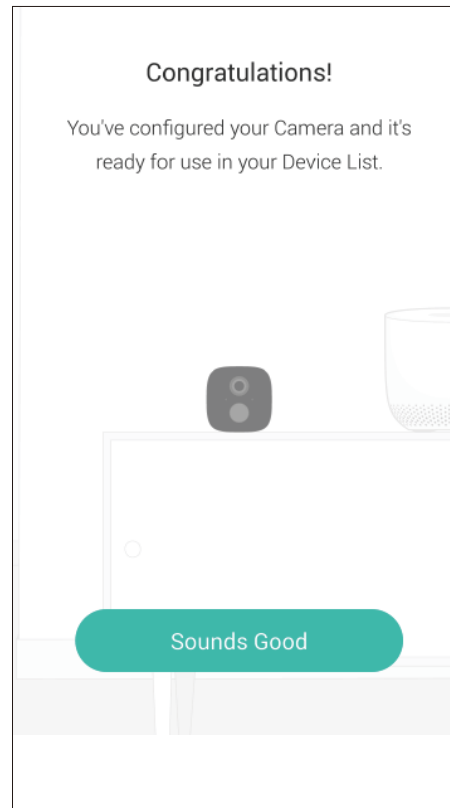 Congratulations!
You've configured your Camera and it's
ready for use in your Device List.
Sounds Good